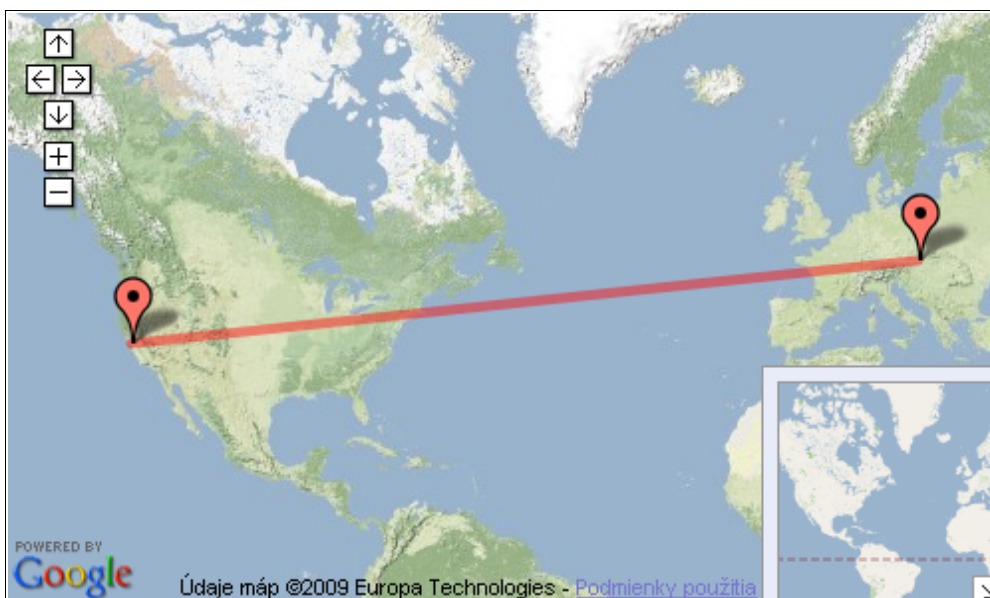 POWERED BY
Google
Údaje máp ©2009 Europa Technologies - Podmienky použitia